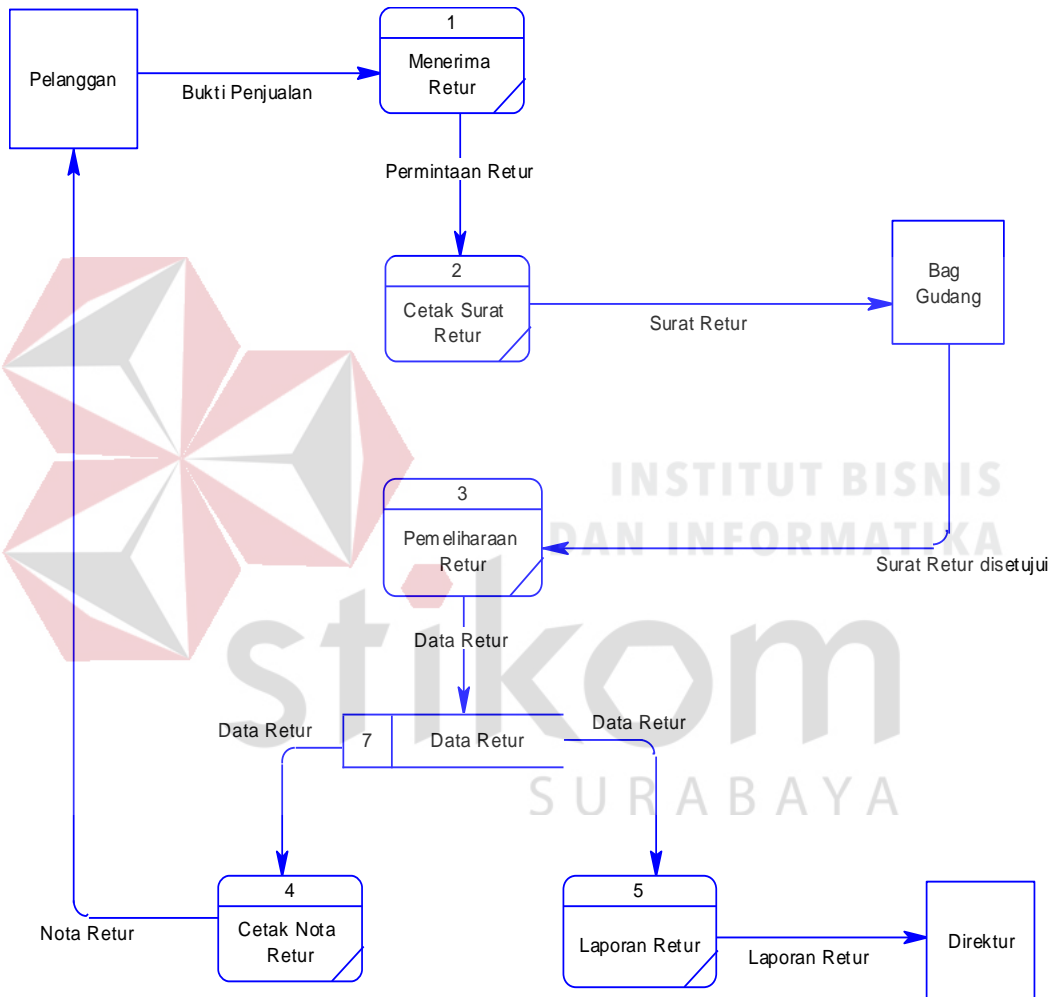 1
Menerima
Retur
Pelanggan
Bukti Penjualan
Permintaan Retur
2
Cetak Surat
Retur
Surat Retur
Bag
Gudang
INSTITUT BISNIS
DAN INFORMATIKA
3
Pemeliharaan
Retur
Surat Retur disetujui
stikom
Data Retur
Data Retur
7
Data Retur
Data Retur
SURABAYA
4
Cetak Nota
Retur
Nota Retur
5
Laporan Retur
Laporan Retur
Direktur